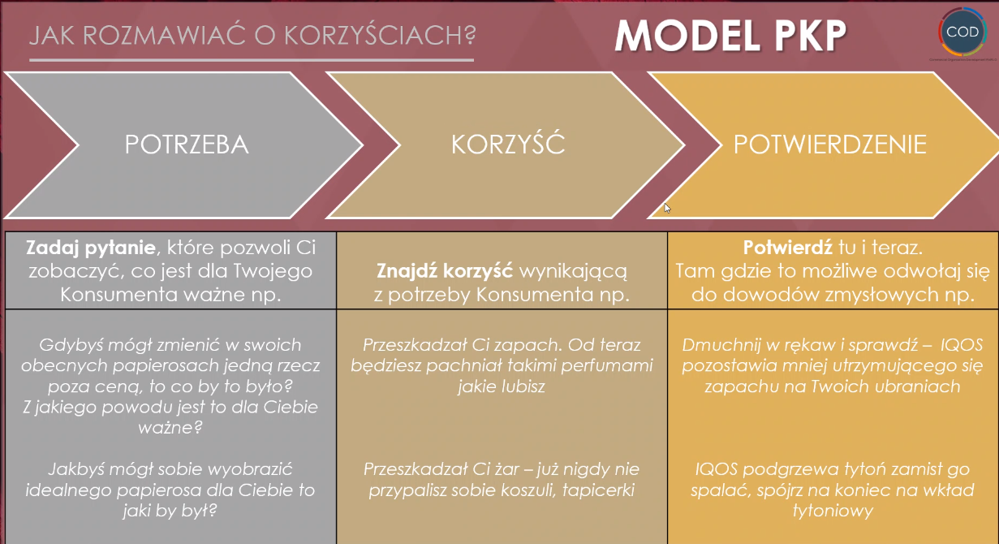 JAK ROZMAWIAĆ O KORZYŚCIACH?
MODEL PKP
COD
POTRZEBA
KORZYŚĆ
POTWIERDZENIE
Zadaj pytanie, które pozwoli Ci
zobaczyć, co jest dla Twojego
Konsumenta ważne np.
Znajdź korzyść wynikającą
z potrzeby Konsumenta np.
Potwierdź tu i teraz.
Tam gdzie to możliwe odwołaj się
do dowodów zmysłowych np.
Gdybyś mógł zmienić w swoich
obecnych papierosach jedną rzecz
poza ceną, to co by to było?
Z jakiego powodu jest to dla Ciebie
ważne?
Przeszkadzał Ci zapach. Od teraz
będziesz pachniał takimi perfumami
jakie lubisz
Dmuchnij w rękaw i sprawdź – IQOS
pozostawia mniej utrzymującego się
zapachu na Twoich ubraniach
Jakbyś mógł sobie wyobrazić
idealnego papierosa dla Ciebie to
jaki by był?
Przeszkadzał Ci żar – już nigdy nie
przypalisz sobie koszuli, tapicerki
IQOS podgrzewa tytoń zamist go
spalać, spójrz na koniec na wkład
tytoniowy